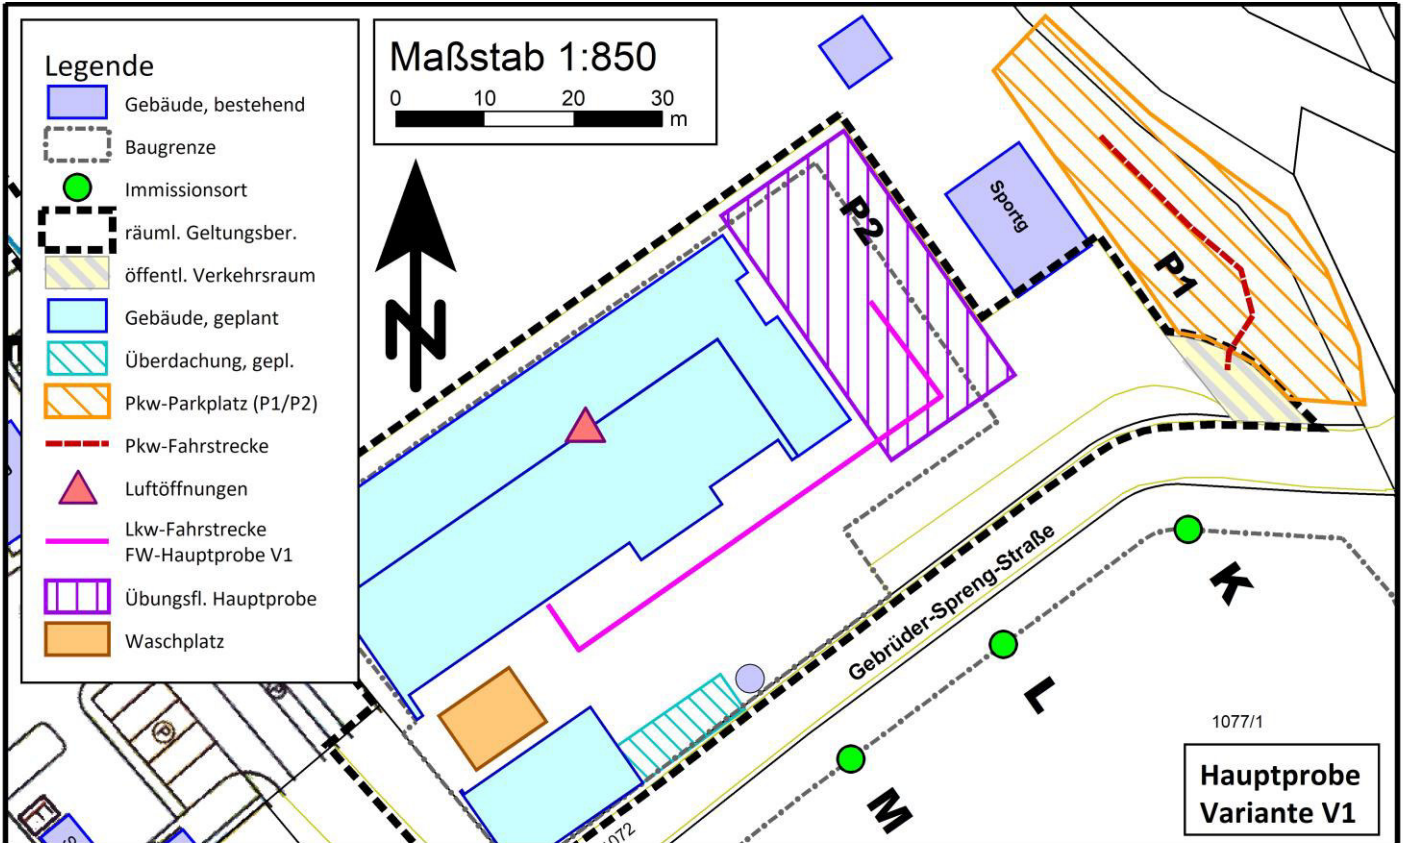 Legende
Gebäude, bestehend
Baugrenze
Immissionsort
räuml. Geltungsber.
öffentl. Verkehrsraum
Gebäude, geplant
Überdachung, gepl.
Pkw-Parkplatz (P1/P2)
Pkw-Fahrstrecke
Luftöffnungen
Lkw-Fahrstrecke
FW-Hauptprobe V1
Übungsfl. Hauptprobe
Waschplatz
Maßstab 1:850
0 10 20 30
m
N
P2
Sportg
P1
Gebrüder-Spreng-Straße
K
L
M
1077/1
P
P
Hauptprobe
Variante V1